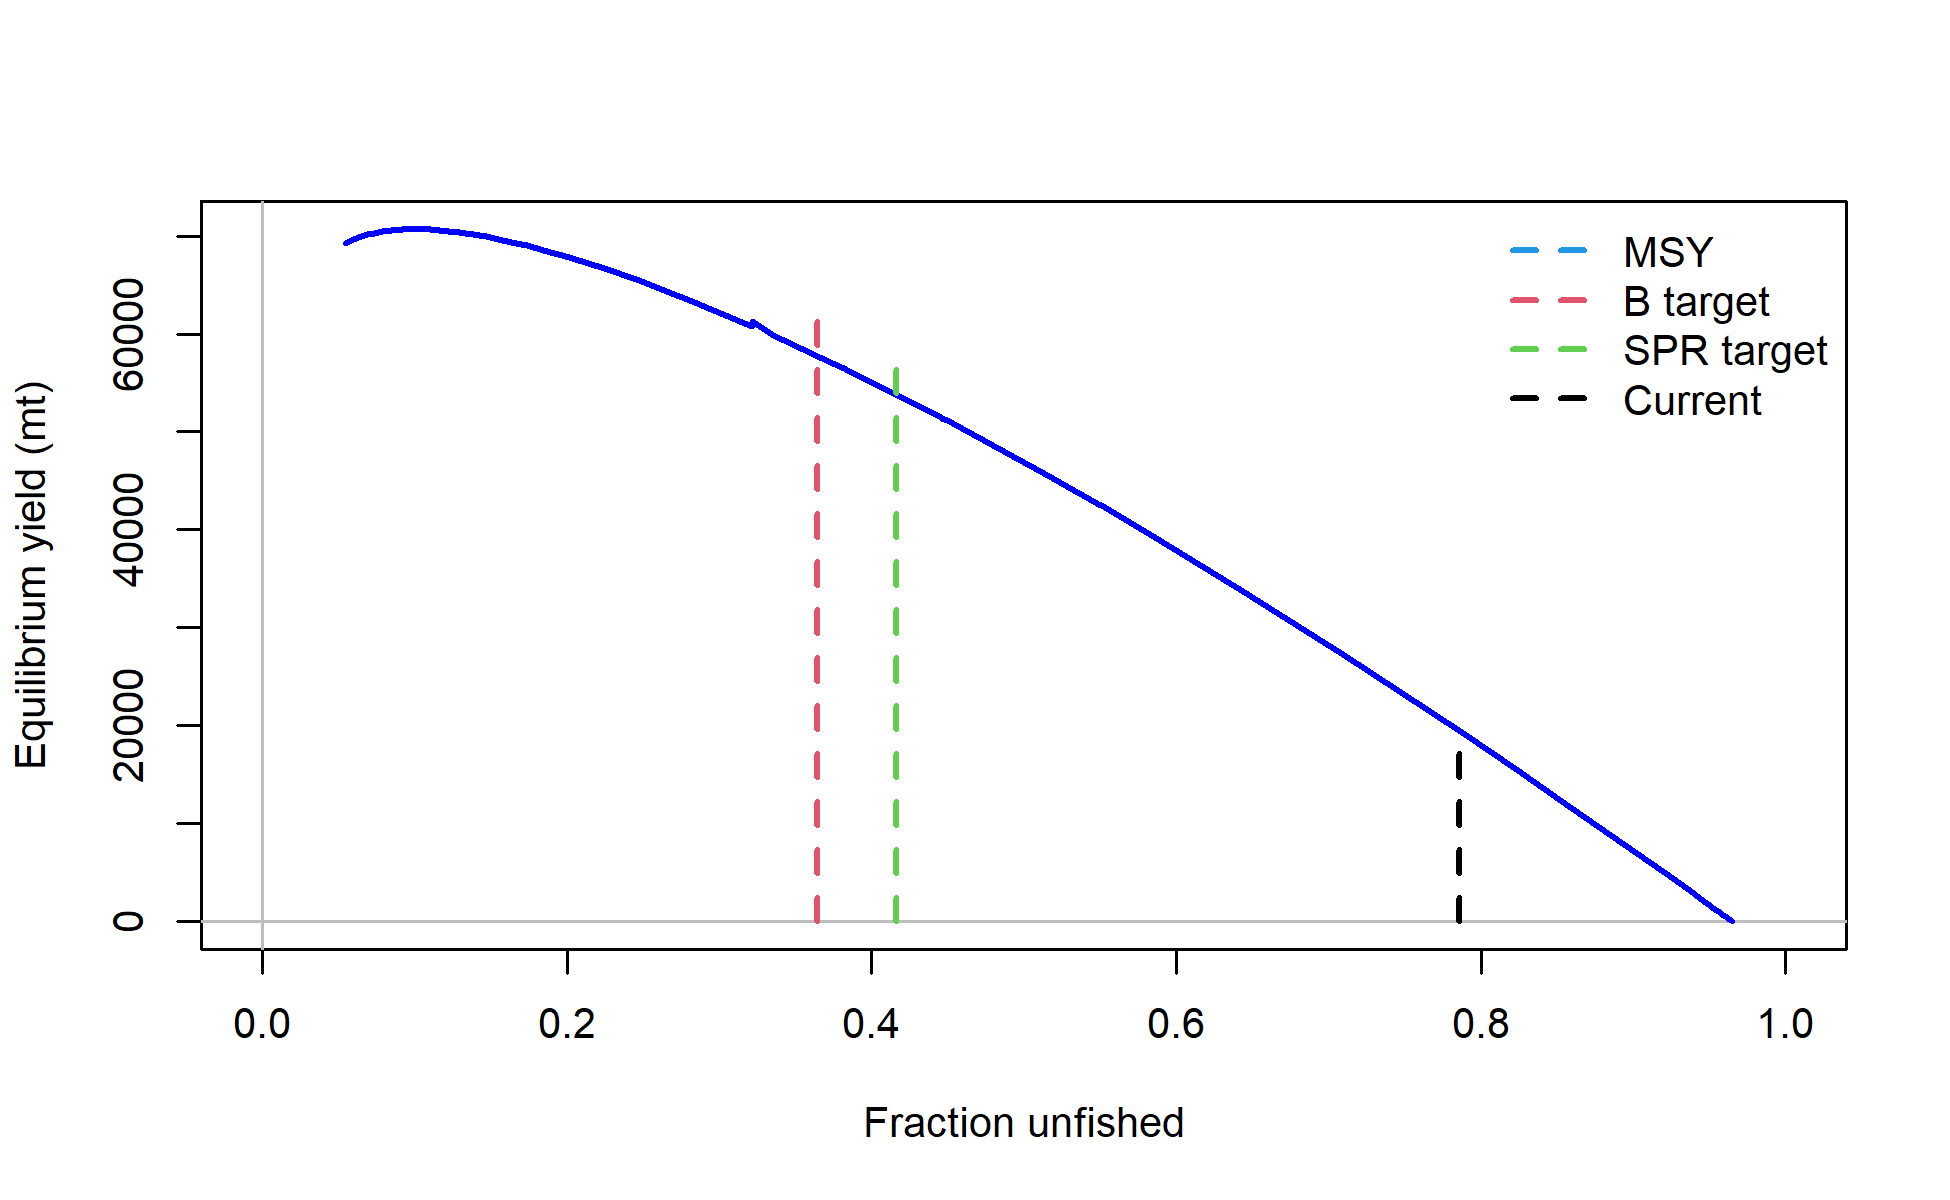 MSY
B target
SPR target
Current
Equilibrium yield (mt)
60000
40000
20000
0
0.0 0.2 0.4 0.6 0.8 1.0
Fraction unfished